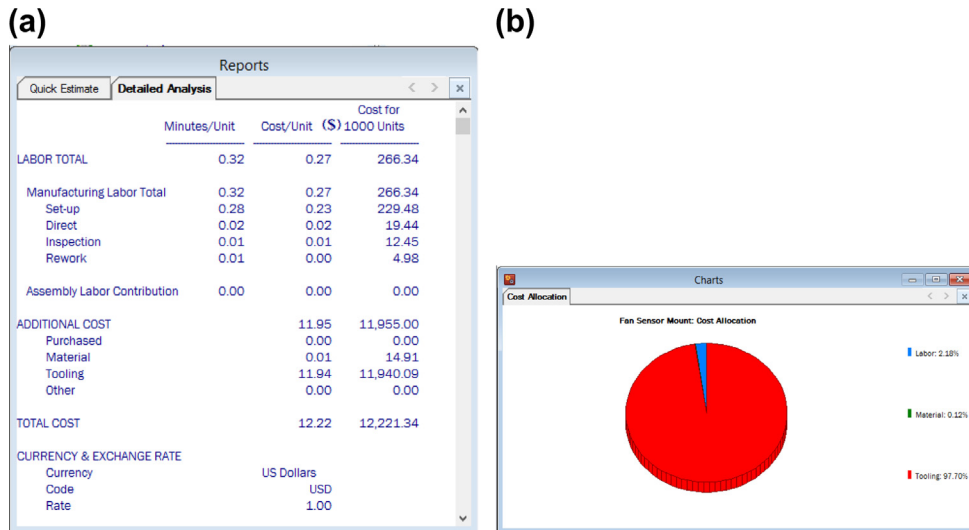 (a)
(b)
Reports
Quick Estimate Detailed Analysis
Cost for
Minutes/Unit Cost/Unit ($) 1000 Units
LABOR TOTAL 0.32 0.27 266.34
Manufacturing Labor Total 0.32 0.27 266.34
Set-up 0.28 0.23 229.48
Direct 0.02 0.02 19.44
Inspection 0.01 0.01 12.45
Rework 0.01 0.00 4.98
Assembly Labor Contribution 0.00 0.00 0.00
ADDITIONAL COST 11.95 11,955.00
Purchased 0.00 0.00
Material 0.01 14.91
Tooling 11.94 11,940.09
Other 0.00 0.00
TOTAL COST 12.22 12,221.34
CURRENCY & EXCHANGE RATE
Currency US Dollars
Code USD
Rate 1.00
Charts
Cost Allocation
Fan Sensor Mount: Cost Allocation
Labor: 2.18%
Material: 0.12%
Tooling: 97.70%